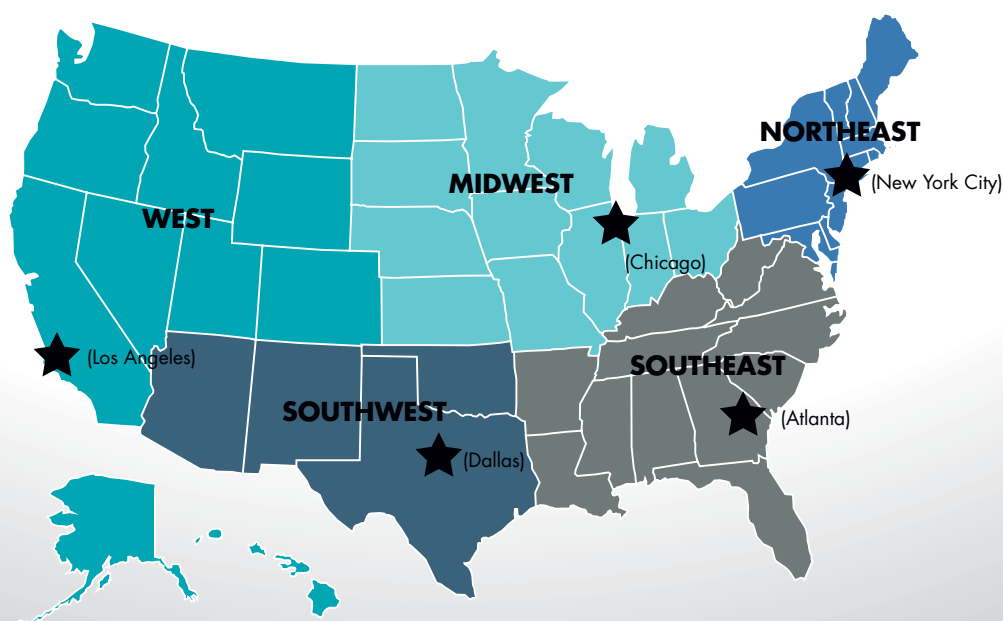 NORTHEAST
(New York City)
MIDWEST
WEST
(Chicago)
(Los Angeles)
SOUTHEAST
SOUTHWEST
(Atlanta)
(Dallas)